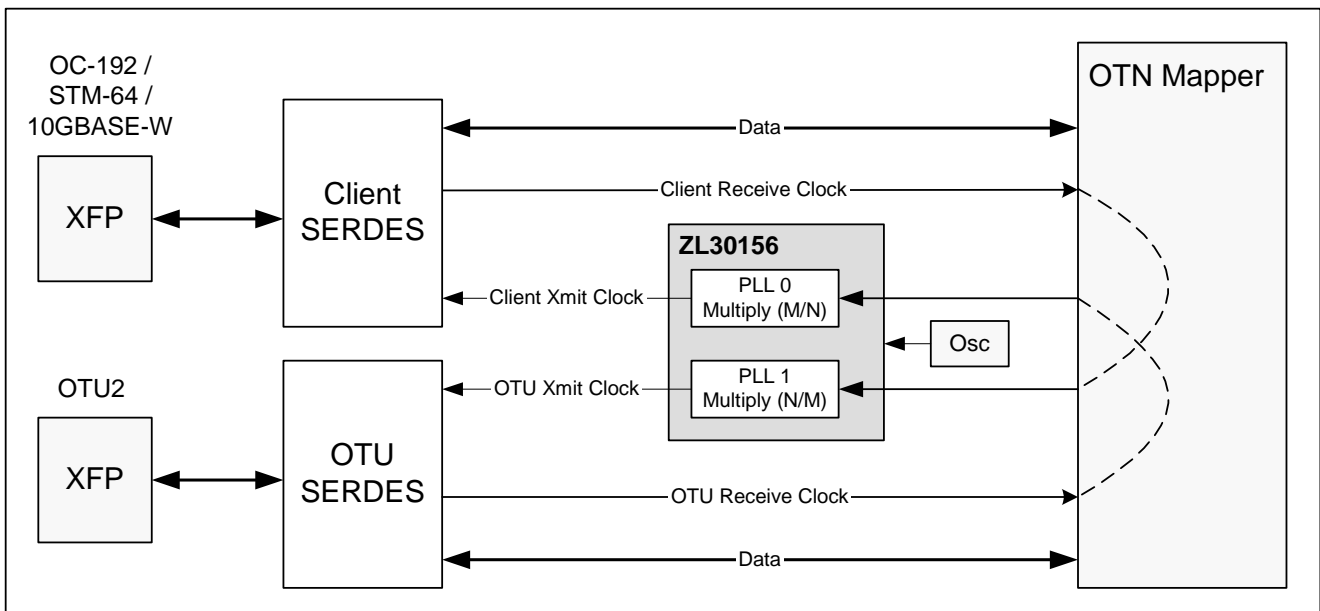 OC-192 /
STM-64 /
10GBASE-W
XFP
Client
SERDES
Data
Client Receive Clock
OTN Mapper
ZL30156
PLL 0
Multiply (M/N)
Client Xmit Clock
Osc
PLL 1
Multiply (N/M)
OTU Xmit Clock
OTU2
XFP
OTU
SERDES
OTU Receive Clock
Data